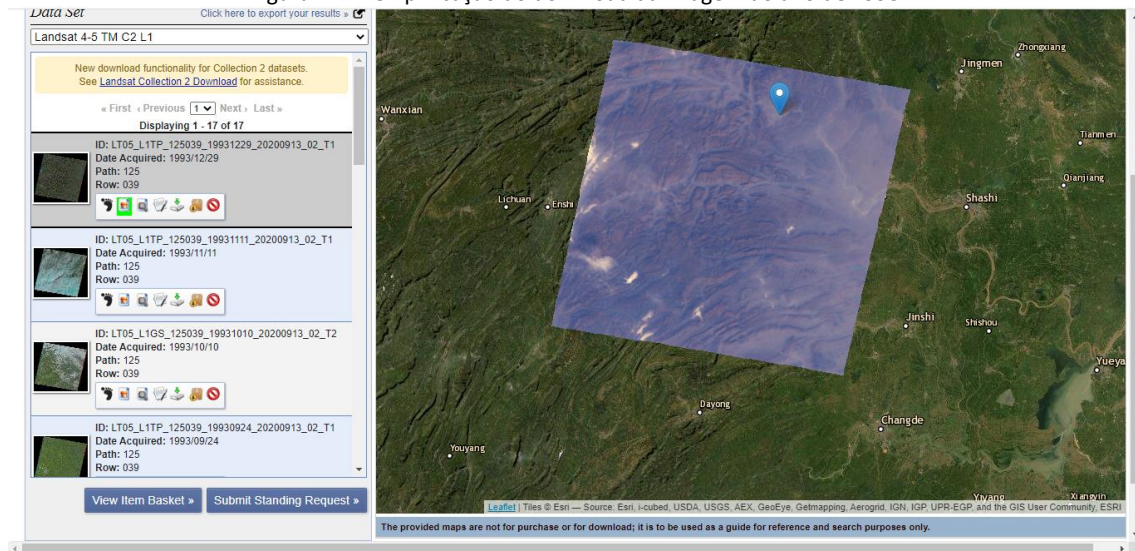 Data Set
Click here to export your results »
Landsat 4-5 TM C2 L1
New download functionality for Collection 2 datasets.
See Landsat Collection 2 Download for assistance.
« First ‹ Previous 1 Next › Last »
Displaying 1 - 17 of 17
ID: LT05_L1TP_125039_19931229_20200913_02_T1
Date Acquired: 1993/12/29
Path: 125
Row: 039
ID: LT05_L1TP_125039_19931111_20200913_02_T1
Date Acquired: 1993/11/11
Path: 125
Row: 039
ID: LT05_L1GS_125039_19931010_20200913_02_T2
Date Acquired: 1993/10/10
Path: 125
Row: 039
ID: LT05_L1TP_125039_19930924_20200913_02_T1
Date Acquired: 1993/09/24
Path: 125
Row: 039
View Item Basket »
Submit Standing Request »
Zhongxiang
Jingmen
Wanxian
Tianmen
Qianjiang
Lichuan
Enshi
Shashi
Jinshi
Shishou
Yueya
Dayong
Changde
Youyang
Yiyang
Xiangyin
Leaflet | Tiles © Esri — Source: Esri, i-cubed, USDA, USGS, AEX, GeoEye, Getmapping, Aerogrid, IGN, IGP, UPR-EGP, and the GIS User Community, ESRI
The provided maps are not for purchase or for download; it is to be used as a guide for reference and search purposes only.